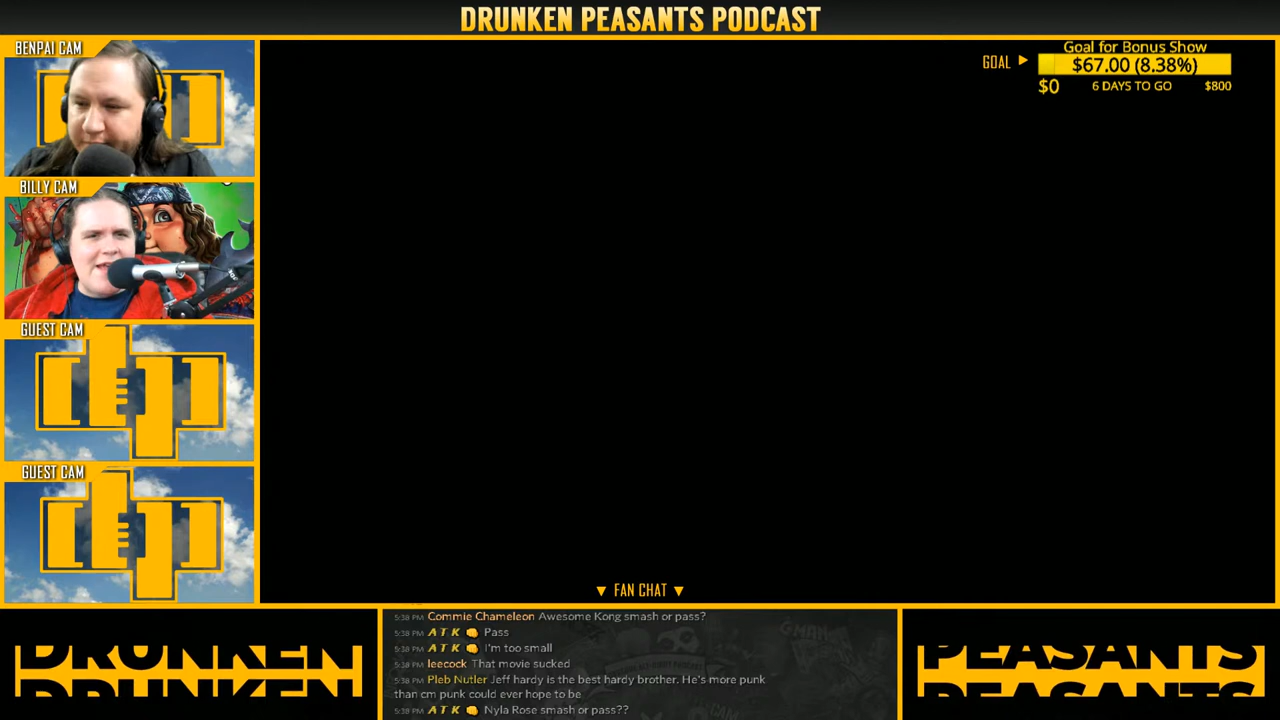 DRUNKEN PEASANTS PODCAST
BENPAI CAM
GOAL ▶
Goal for Bonus Show
$67.00 (8.38%)
$0 6 DAYS TO GO $800
BILLY CAM
GUEST CAM
GUEST CAM
▼ FAN CHAT ▼
5:38 PM Commie Chameleon Awesome Kong smash or pass?
5:38 PM A T K 👊 Pass
5:38 PM A T K 👊 I'm too small
5:38 PM leecock That movie sucked
5:38 PM Pleb Nutler Jeff hardy is the best hardy brother. He's more punk
than cm punk could ever hope to be
5:38 PM A T K 👊 Nyla Rose smash or pass??
DRUNKEN
DRUNKEN
PEASANTS
PEASANTS